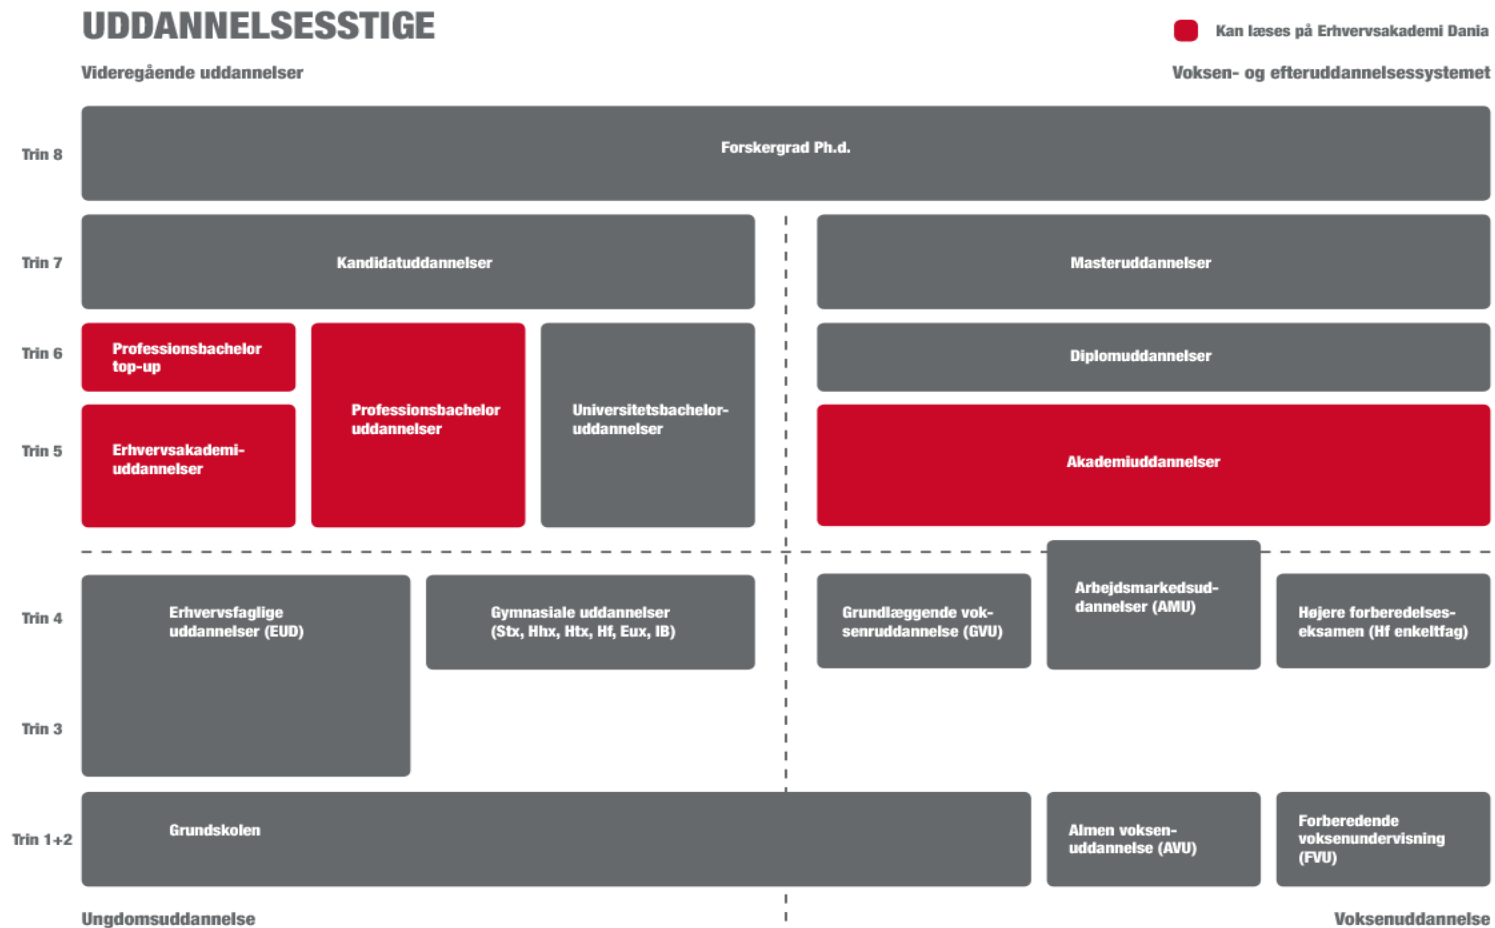 UDDANNELSESSTIGE
Kan læses på Erhvervsakademi Dania
Videregående uddannelser
Voksen- og efteruddannelsessystemet
Trin 8
Forskergrad Ph.d.
Trin 7
Kandidatuddannelser
Masteruddannelser
Trin 6
Professionsbachelor
top-up
Professionsbachelor
uddannelser
Universitetsbachelor-
uddannelser
Diplomuddannelser
Trin 5
Erhvervsakademi-
uddannelser
Akademiuddannelser
Trin 4
Erhvervsfaglige
uddannelser (EUD)
Gymnasiale uddannelser
(Stx, Hhx, Htx, Hf, Eux, IB)
Grundlæggende vok-
senruddannelse (GVU)
Arbejdsmarkedsud-
dannelser (AMU)
Højere forberedelses-
eksamen (Hf enkeltfag)
Trin 3
Trin 1+2
Grundskolen
Almen voksen-
uddannelse (AVU)
Forberedende
voksenundervisning
(FVU)
Ungdomsuddannelse
Voksenuddannelse